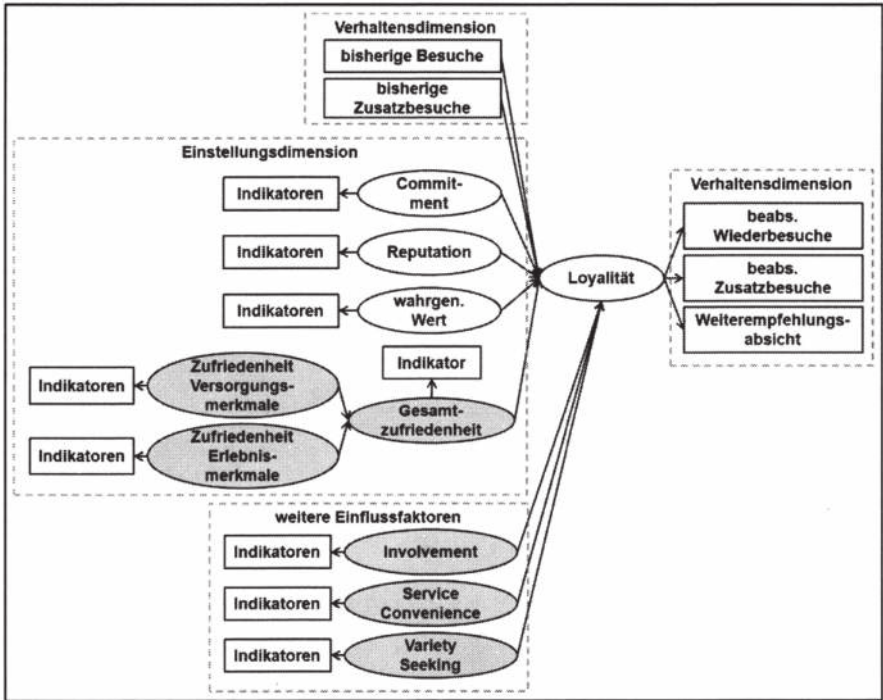 Verhaltensdimension
bisherige Besuche
bisherige
Zusatzbesuche
Einstellungsdimension
Indikatoren
Commit-
ment
Indikatoren
Reputation
Indikatoren
wahrgen.
Wert
Indikator
Indikatoren
Zufriedenheit
Versorgungs-
merkmale
Gesamt-
zufriedenheit
Indikatoren
Zufriedenheit
Erlebnis-
merkmale
weitere Einflussfaktoren
Indikatoren
Involvement
Indikatoren
Service
Convenience
Indikatoren
Variety
Seeking
Loyalität
Verhaltensdimension
beabs.
Wiederbesuche
beabs.
Zusatzbesuche
Weiterempfehlungs-
absicht